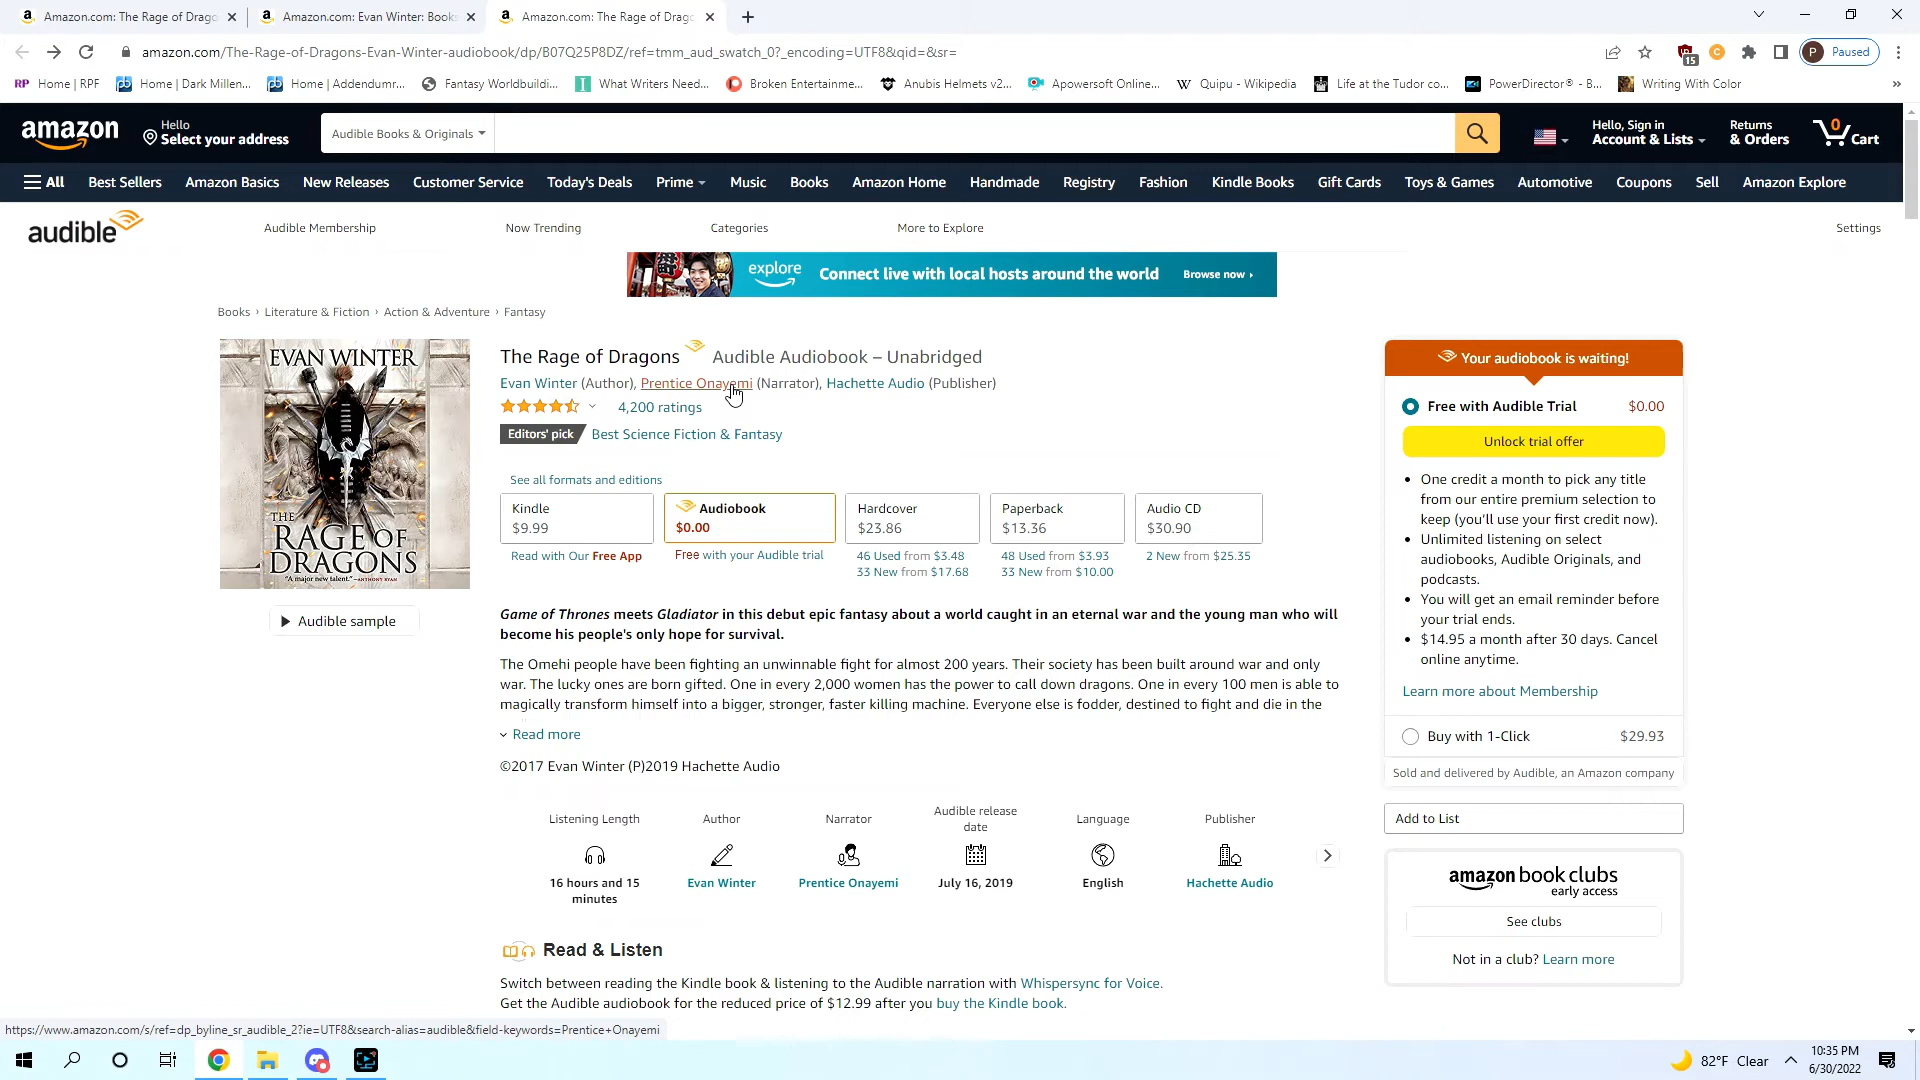 Amazon.com: The Rage of Drago
Amazon.com: Evan Winter: Books
Amazon.com: The Rage of Drago
amazon.com/The-Rage-of-Dragons-Evan-Winter-audiobook/dp/B07Q25P8DZ/ref=tmm_aud_swatch_0?_encoding=UTF8&qid=&sr=
15
P Paused
RP Home | RPF
Home | Dark Millen...
Home | Addendumr...
Fantasy Worldbuildi...
What Writers Need...
Broken Entertainme...
Anubis Helmets v2...
Apowersoft Online...
W Quipu - Wikipedia
Life at the Tudor co...
PowerDirector® - B...
Writing With Color
»
amazon
Hello
Select your address
Audible Books & Originals
Hello, Sign in
Account & Lists
Returns
& Orders
0
Cart
All Best Sellers Amazon Basics New Releases Customer Service Today's Deals Prime Music Books Amazon Home Handmade Registry Fashion Kindle Books Gift Cards Toys & Games Automotive Coupons Sell Amazon Explore
audible
Audible Membership Now Trending Categories More to Explore Settings
explore Connect live with local hosts around the world Browse now ›
Books › Literature & Fiction › Action & Adventure › Fantasy
EVAN WINTER
THE
RAGE OF
DRAGONS
"A major new talent." —ANTHONY RYAN
Audible sample
The Rage of Dragons Audible Audiobook – Unabridged
Evan Winter (Author), Prentice Onayemi (Narrator), Hachette Audio (Publisher)
4,200 ratings
Editors' pick Best Science Fiction & Fantasy
See all formats and editions
Kindle
$9.99
Read with Our Free App
Audiobook
$0.00
Free with your Audible trial
Hardcover
$23.86
46 Used from $3.48
33 New from $17.68
Paperback
$13.36
48 Used from $3.93
33 New from $10.00
Audio CD
$30.90
2 New from $25.35
Game of Thrones meets Gladiator in this debut epic fantasy about a world caught in an eternal war and the young man who will
become his people's only hope for survival.
The Omehi people have been fighting an unwinnable fight for almost 200 years. Their society has been built around war and only
war. The lucky ones are born gifted. One in every 2,000 women has the power to call down dragons. One in every 100 men is able to
magically transform himself into a bigger, stronger, faster killing machine. Everyone else is fodder, destined to fight and die in the
Read more
©2017 Evan Winter (P)2019 Hachette Audio
Listening Length
16 hours and 15
minutes
Author
Evan Winter
Narrator
Prentice Onayemi
Audible release
date
July 16, 2019
Language
English
Publisher
Hachette Audio
Read & Listen
Switch between reading the Kindle book & listening to the Audible narration with Whispersync for Voice.
Get the Audible audiobook for the reduced price of $12.99 after you buy the Kindle book.
Your audiobook is waiting!
Free with Audible Trial $0.00
Unlock trial offer
• One credit a month to pick any title
from our entire premium selection to
keep (you'll use your first credit now).
• Unlimited listening on select
audiobooks, Audible Originals, and
podcasts.
• You will get an email reminder before
your trial ends.
• $14.95 a month after 30 days. Cancel
online anytime.
Learn more about Membership
Buy with 1-Click $29.93
Sold and delivered by Audible, an Amazon company
Add to List
amazon book clubs
early access
See clubs
Not in a club? Learn more
https://www.amazon.com/s/ref=dp_byline_sr_audible_2?ie=UTF8&search-alias=audible&field-keywords=Prentice+Onayemi
82°F Clear
10:35 PM
6/30/2022